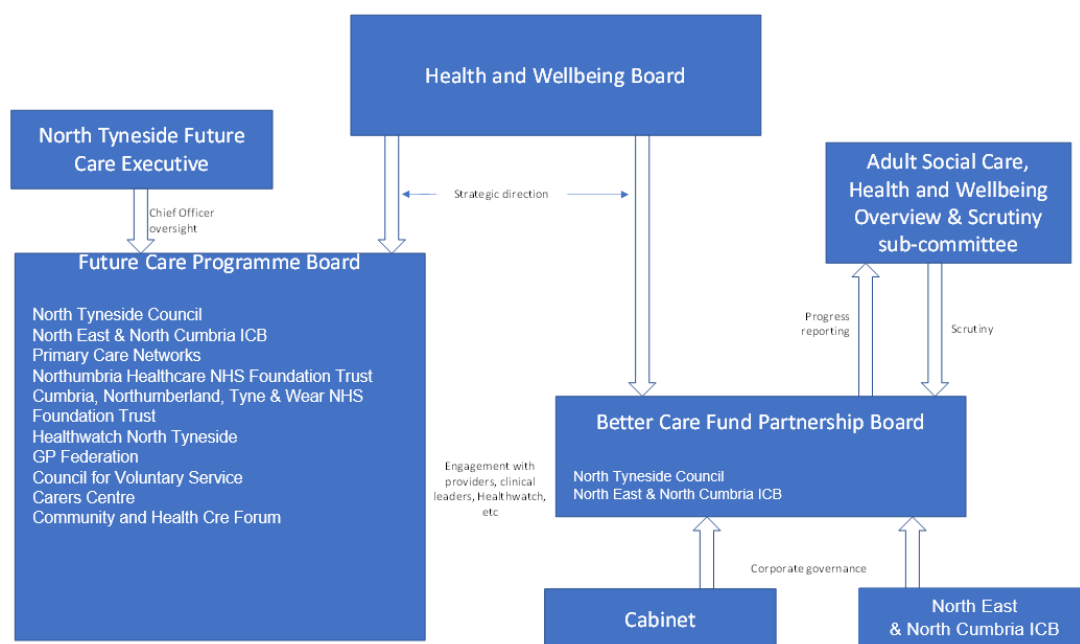 Health and Wellbeing Board
North Tyneside Future
Care Executive
Adult Social Care,
Health and Wellbeing
Overview & Scrutiny
sub-committee
Strategic direction
Chief Officer
oversight
Future Care Programme Board
North Tyneside Council
North East & North Cumbria ICB
Primary Care Networks
Northumbria Healthcare NHS Foundation Trust
Cumbria, Northumberland, Tyne & Wear NHS
Foundation Trust
Healthwatch North Tyneside
GP Federation
Council for Voluntary Service
Carers Centre
Community and Health Cre Forum
Progress
reporting
Scrutiny
Better Care Fund Partnership Board
North Tyneside Council
North East & North Cumbria ICB
Engagement with
providers, clinical
leaders, Healthwatch,
etc
Corporate governance
Cabinet
North East
& North Cumbria ICB